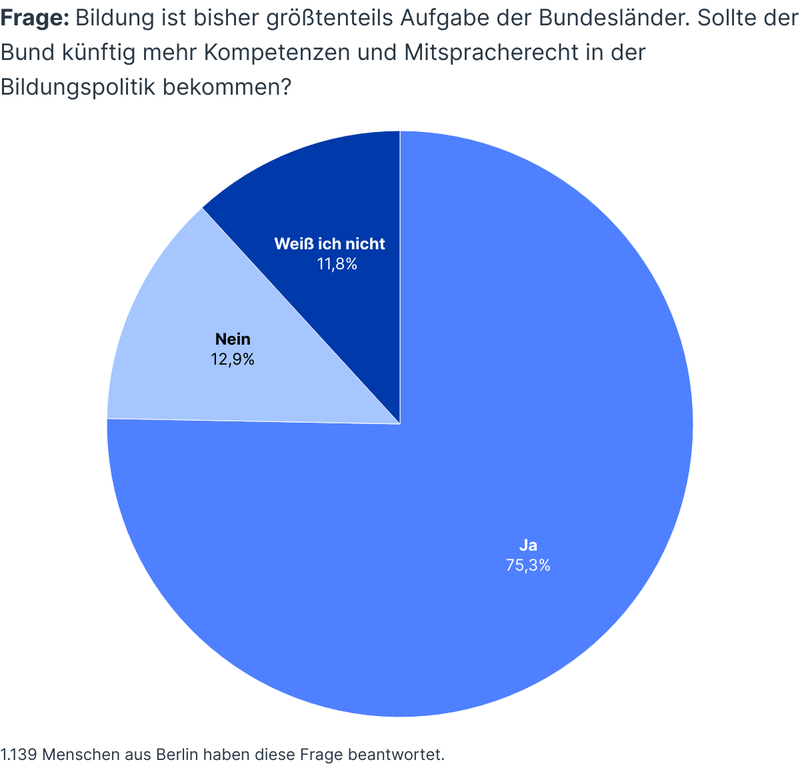 Frage: Bildung ist bisher größtenteils Aufgabe der Bundesländer. Sollte der
Bund künftig mehr Kompetenzen und Mitspracherecht in der
Bildungspolitik bekommen?
Weiß ich nicht
11,8%
Nein
12,9%
Ja
75,3%
1.139 Menschen aus Berlin haben diese Frage beantwortet.